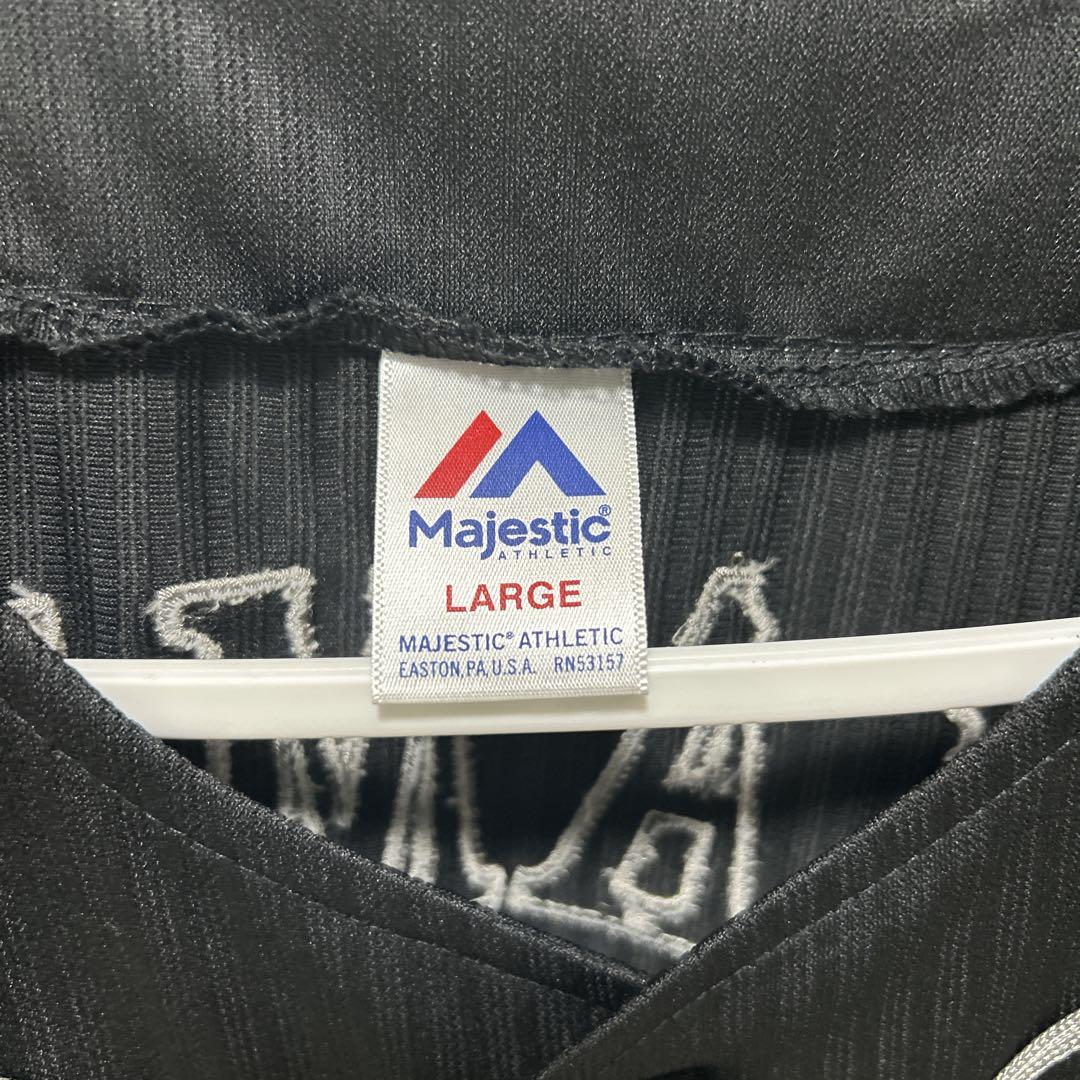 Majestic®
ATHLETIC
LARGE
MAJESTIC® ATHLETIC
EASTON, PA, U.S.A. RN53157